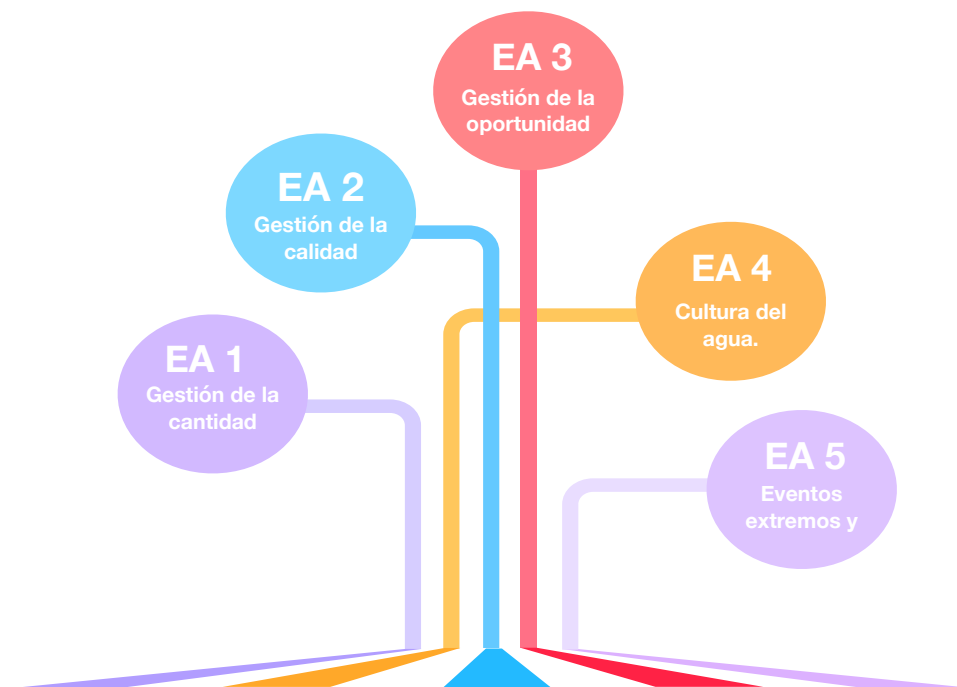 EA 3
Gestión de la
oportunidad
EA 2
Gestión de la
calidad
EA 4
Cultura del
agua.
EA 1
Gestión de la
cantidad
EA 5
Eventos
extremos y